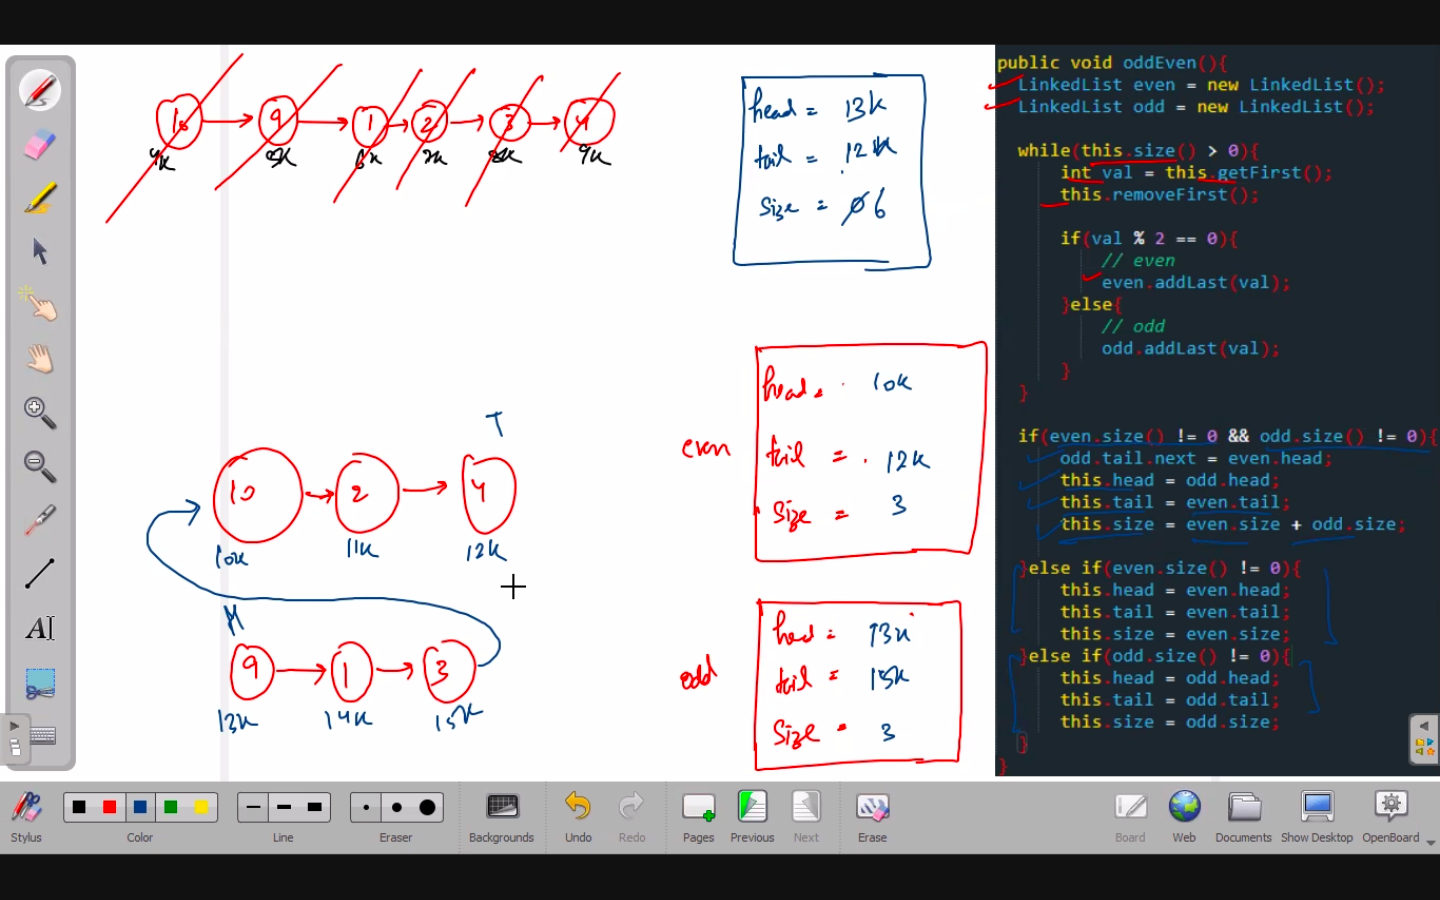 10 9 1 2 3 4
4K 6K 9K
head = 13K
tail = 12K
size = 0 6
even
head = 10K
tail = 12K
size = 3
T
10 2 4
10K 11K 12K
H
9 1 3
13K 14K 15K
odd
head = 13K
tail = 15K
size = 3
public void oddEven(){
LinkedList even = new LinkedList();
LinkedList odd = new LinkedList();
while(this.size() > 0){
int val = this.getFirst();
this.removeFirst();
if(val % 2 == 0){
// even
even.addLast(val);
}else{
// odd
odd.addLast(val);
}
}
if(even.size() != 0 && odd.size() != 0){
odd.tail.next = even.head;
this.head = odd.head;
this.tail = even.tail;
this.size = even.size + odd.size;
}else if(even.size() != 0){
this.head = even.head;
this.tail = even.tail;
this.size = even.size;
}else if(odd.size() != 0){
this.head = odd.head;
this.tail = odd.tail;
this.size = odd.size;
}
}
Stylus Color Line Eraser Backgrounds Undo Redo Pages Previous Next Erase Board Web Documents Show Desktop OpenBoard